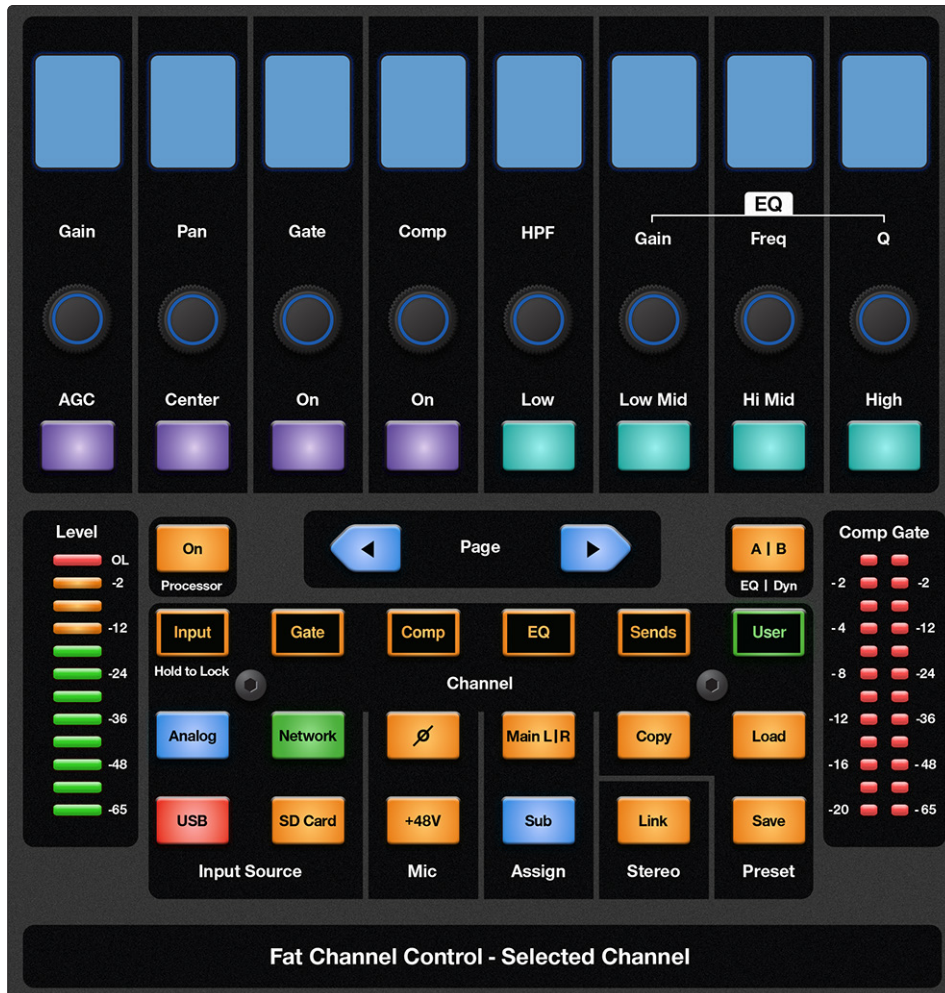 EQ
Gain Pan Gate Comp HPF Gain Freq Q
AGC Center On On Low Low Mid Hi Mid High
Level
OL
-2
-12
-24
-36
-48
-65
On
Processor
Page
A | B
EQ | Dyn
Comp Gate
-2 -2
-4 -12
-8 -24
-12 -36
-16 -48
-20 -65
Input Gate Comp EQ Sends User
Hold to Lock
Channel
Analog Network Ø Main L|R Copy Load
USB SD Card +48V Sub Link Save
Input Source Mic Assign Stereo Preset
Fat Channel Control - Selected Channel